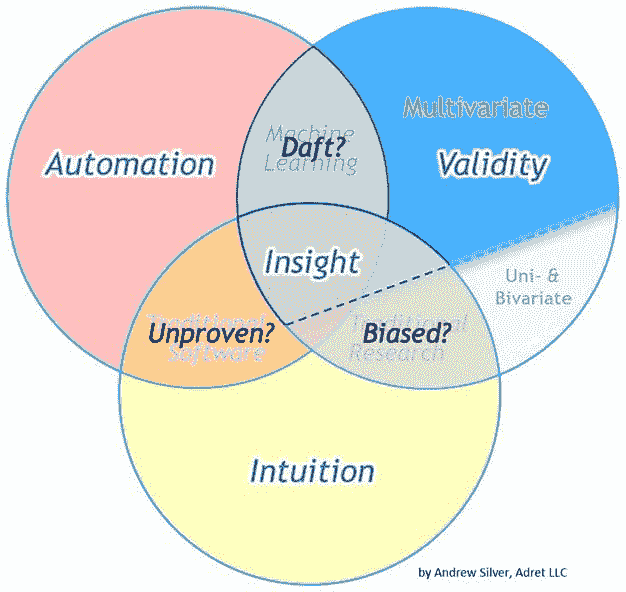 Multivariate
Machine
Learning
Daft?
Automation
Validity
Insight
Uni- &
Bivariate
Traditional
Software
Unproven?
Traditional
Research
Biased?
Intuition
by Andrew Silver, Adret LLC